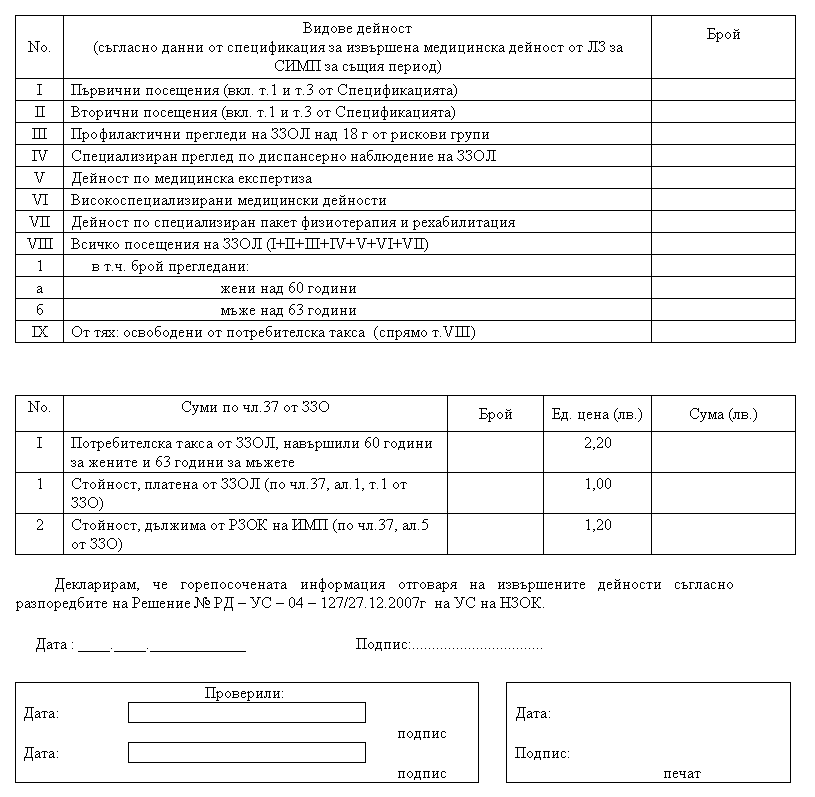 No.
Видове дейност
(съгласно данни от спецификация за извършена медицинска дейност от ЛЗ за
СИМП за същия период)
Брой
I Първични посещения (вкл. т.1 и т.3 от Спецификацията)
II Вторични посещения (вкл. т.1 и т.3 от Спецификацията)
III Профилактични прегледи на ЗЗОЛ над 18 г от рискови групи
IV Специализиран преглед по диспансерно наблюдение на ЗЗОЛ
V Дейност по медицинска експертиза
VI Високоспециализирани медицински дейности
VII Дейност по специализиран пакет физиотерапия и рехабилитация
VIII Всичко посещения на ЗЗОЛ (I+II+III+IV+V+VI+VII)
1 в т.ч. брой прегледани:
а жени над 60 години
б мъже над 63 години
IX От тях: освободени от потребителска такса (спрямо т.VIII)
No. Суми по чл.37 от ЗЗО Брой Ед. цена (лв.) Сума (лв.)
I Потребителска такса от ЗЗОЛ, навършили 60 години 2,20
за жените и 63 години за мъжете
1 Стойност, платена от ЗЗОЛ (по чл.37, ал.1, т.1 от 1,00
ЗЗО)
2 Стойност, дължима от РЗОК на ИМП (по чл.37, ал.5 1,20
от ЗЗО)
Декларирам, че горепосочената информация отговаря на извършените дейности съгласно
разпоредбите на Решение № РД – УС – 04 – 127/27.12.2007г на УС на НЗОК.
Дата : ____.____.____________ Подпис:.................................
Проверили:
Дата:
подпис
Дата:
подпис
Дата:
Подпис:
печат